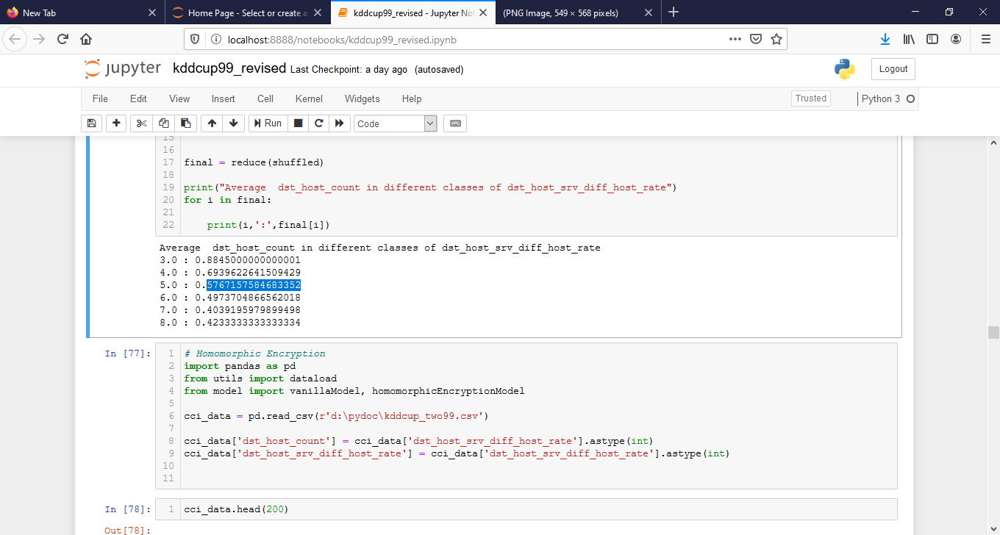 New Tab
Home Page - Select or create a
kddcup99_revised - Jupyter Not
(PNG Image, 549 × 568 pixels)
localhost:8888/notebooks/kddcup99_revised.ipynb
jupyter kddcup99_revised Last Checkpoint: a day ago (autosaved)
Logout
File Edit View Insert Cell Kernel Widgets Help
Trusted
Python 3
Run
Code
15
16
17 final = reduce(shuffled)
18
19 print("Average  dst_host_count in different classes of dst_host_srv_diff_host_rate")
20 for i in final:
21
22     print(i,':',final[i])
Average  dst_host_count in different classes of dst_host_srv_diff_host_rate
3.0 : 0.8845000000000001
4.0 : 0.6939622641509429
5.0 : 0.5767157584683352
6.0 : 0.4973704866562018
7.0 : 0.4039195979899498
8.0 : 0.4233333333333334
In [77]:
1 # Homomorphic Encryption
2 import pandas as pd
3 from utils import dataload
4 from model import vanillaModel, homomorphicEncryptionModel
5
6 cci_data = pd.read_csv(r'd:\pydoc\kddcup_two99.csv')
7
8 cci_data['dst_host_count'] = cci_data['dst_host_srv_diff_host_rate'].astype(int)
9 cci_data['dst_host_srv_diff_host_rate'] = cci_data['dst_host_srv_diff_host_rate'].astype(int)
10
11
In [78]:
1 cci_data.head(200)
Out[78]: